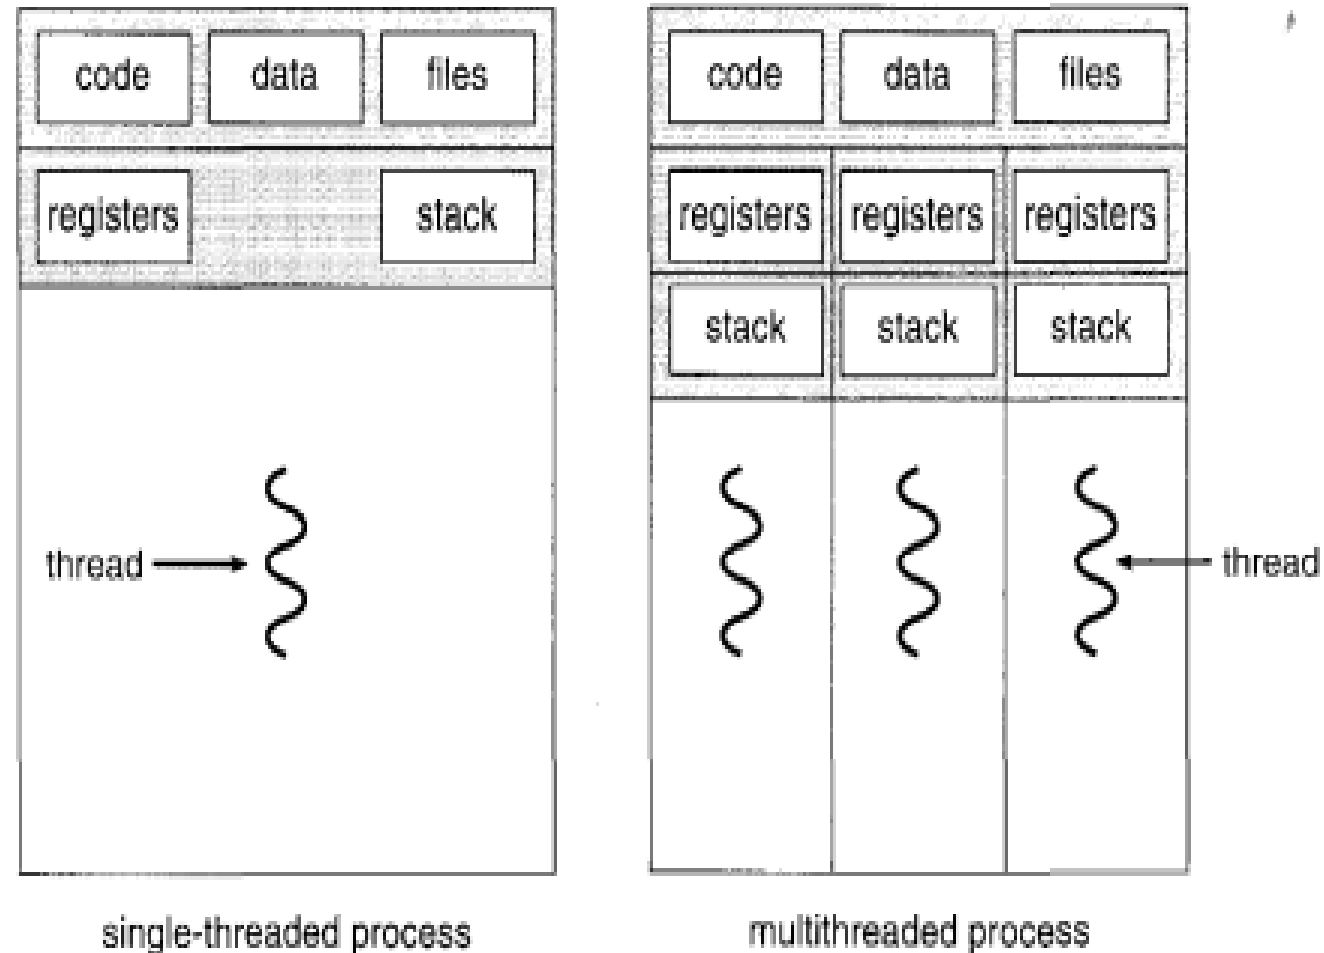 code data files code data files
registers stack registers registers registers
stack stack stack
thread thread
single-threaded process multithreaded process